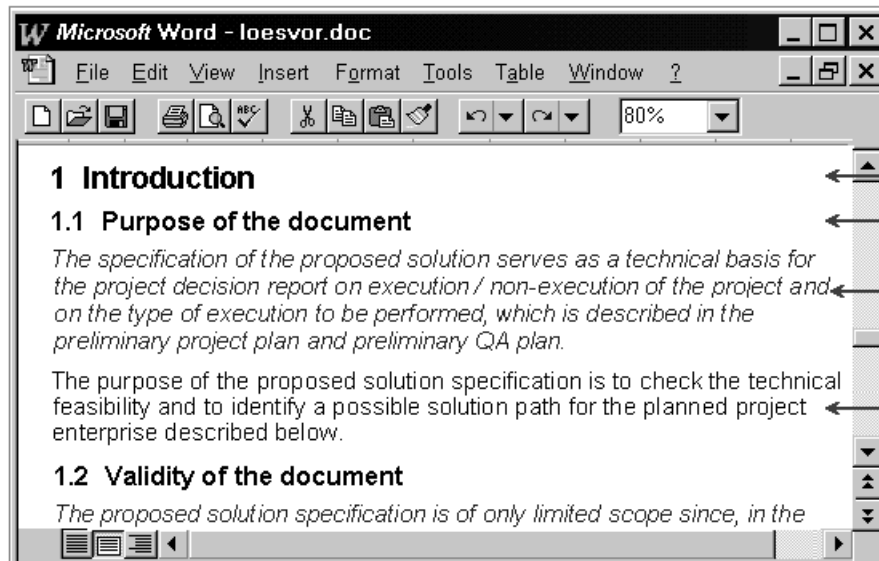 Microsoft Word - loesvor.doc
File Edit View Insert Format Tools Table Window ?
ABC 80%
1 Introduction
1.1 Purpose of the document
The specification of the proposed solution serves as a technical basis for
the project decision report on execution / non-execution of the project and
on the type of execution to be performed, which is described in the
preliminary project plan and preliminary QA plan.
The purpose of the proposed solution specification is to check the technical
feasibility and to identify a possible solution path for the planned project
enterprise described below.
1.2 Validity of the document
The proposed solution specification is of only limited scope since, in the